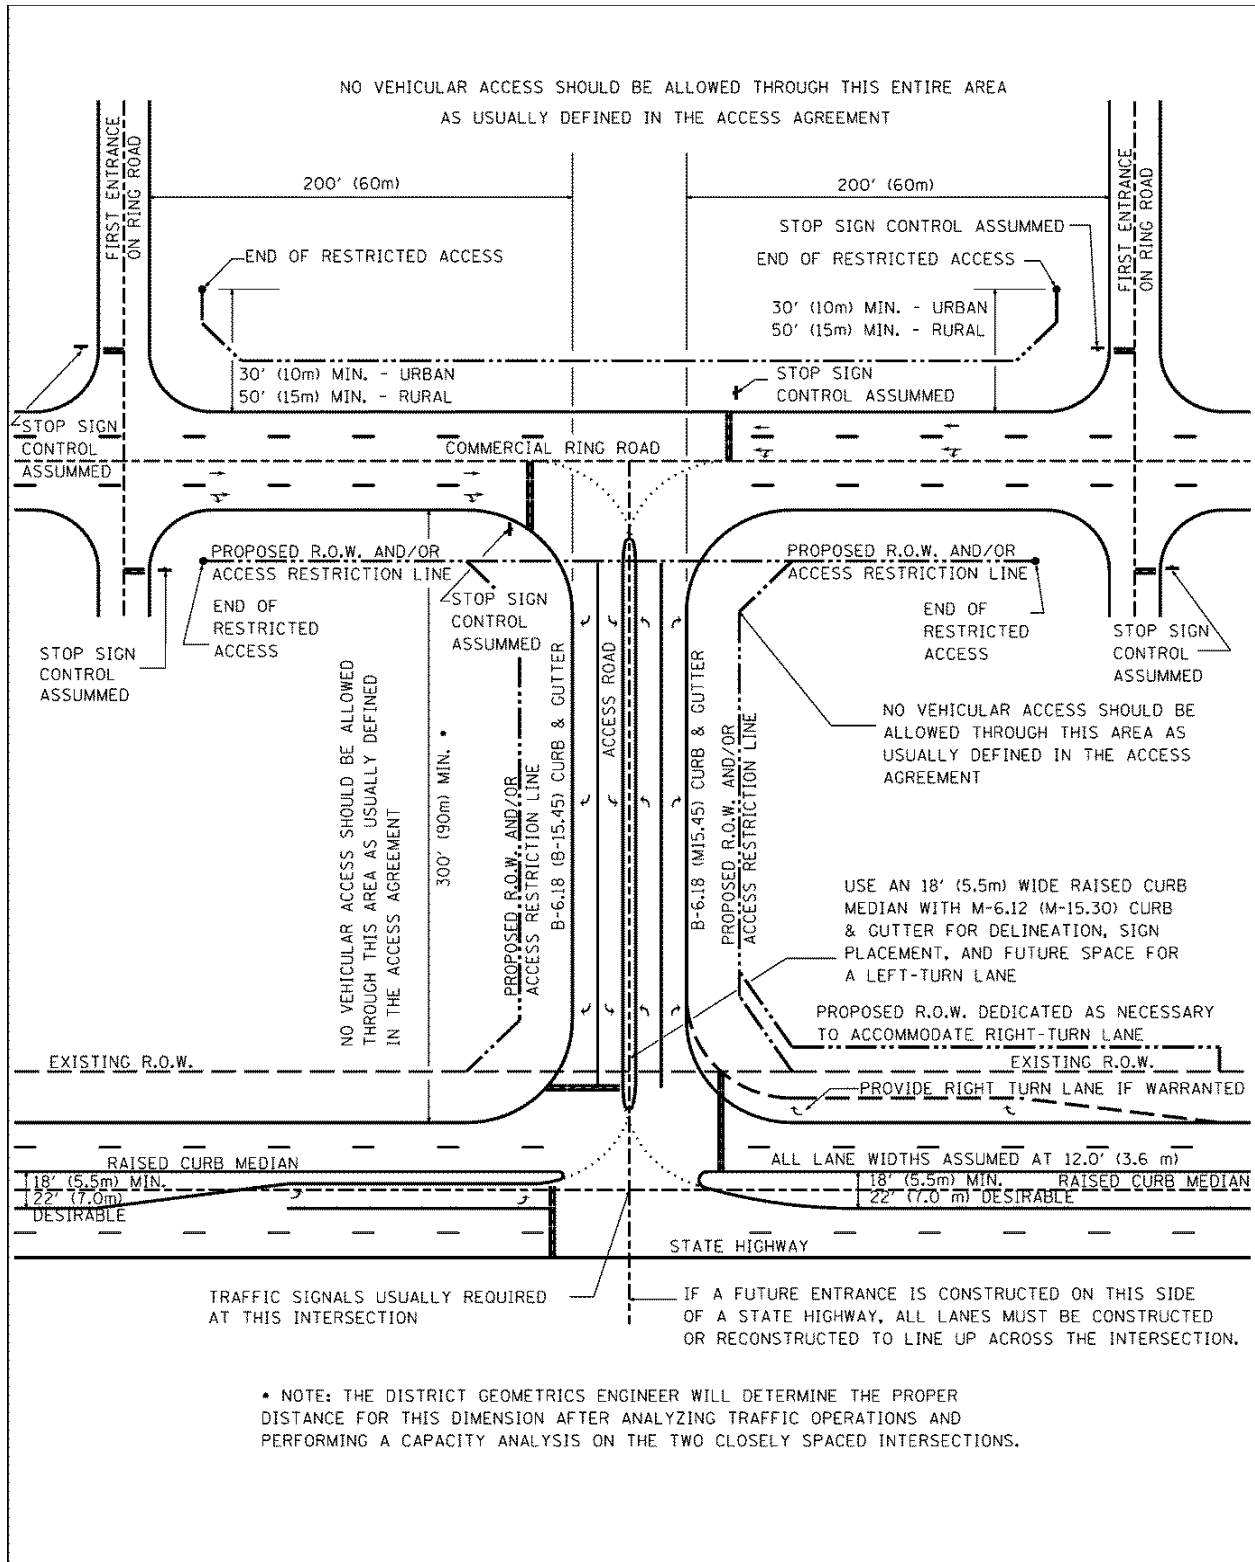 NO VEHICULAR ACCESS SHOULD BE ALLOWED THROUGH THIS ENTIRE AREA
AS USUALLY DEFINED IN THE ACCESS AGREEMENT
FIRST ENTRANCE
ON RING ROAD
200' (60m)
200' (60m)
FIRST ENTRANCE
ON RING ROAD
STOP SIGN CONTROL ASSUMMED
END OF RESTRICTED ACCESS
END OF RESTRICTED ACCESS
30' (10m) MIN. - URBAN
50' (15m) MIN. - RURAL
30' (10m) MIN. - URBAN
50' (15m) MIN. - RURAL
STOP SIGN
CONTROL ASSUMMED
STOP SIGN
CONTROL
ASSUMMED
COMMERCIAL RING ROAD
PROPOSED R.O.W. AND/OR
ACCESS RESTRICTION LINE
PROPOSED R.O.W. AND/OR
ACCESS RESTRICTION LINE
END OF
RESTRICTED
ACCESS
STOP SIGN
CONTROL
ASSUMMED
END OF
RESTRICTED
ACCESS
STOP SIGN
CONTROL
ASSUMMED
STOP SIGN
CONTROL
ASSUMMED
NO VEHICULAR ACCESS SHOULD BE ALLOWED
THROUGH THIS AREA AS USUALLY DEFINED
IN THE ACCESS AGREEMENT
300' (90m) MIN. *
PROPOSED R.O.W. AND/OR
ACCESS RESTRICTION LINE
B-6.18 (B-15.45) CURB & GUTTER
ACCESS ROAD
B-6.18 (M15.45) CURB & GUTTER
PROPOSED R.O.W. AND/OR
ACCESS RESTRICTION LINE
NO VEHICULAR ACCESS SHOULD BE
ALLOWED THROUGH THIS AREA AS
USUALLY DEFINED IN THE ACCESS
AGREEMENT
USE AN 18' (5.5m) WIDE RAISED CURB
MEDIAN WITH M-6.12 (M-15.30) CURB
& GUTTER FOR DELINEATION, SIGN
PLACEMENT, AND FUTURE SPACE FOR
A LEFT-TURN LANE
PROPOSED R.O.W. DEDICATED AS NECESSARY
TO ACCOMMODATE RIGHT-TURN LANE
EXISTING R.O.W.
EXISTING R.O.W.
PROVIDE RIGHT TURN LANE IF WARRANTED
RAISED CURB MEDIAN
ALL LANE WIDTHS ASSUMED AT 12.0' (3.6 m)
18' (5.5m) MIN.
22' (7.0m)
DESIRABLE
18' (5.5m) MIN.
RAISED CURB MEDIAN
22' (7.0 m) DESIRABLE
STATE HIGHWAY
TRAFFIC SIGNALS USUALLY REQUIRED
AT THIS INTERSECTION
IF A FUTURE ENTRANCE IS CONSTRUCTED ON THIS SIDE
OF A STATE HIGHWAY, ALL LANES MUST BE CONSTRUCTED
OR RECONSTRUCTED TO LINE UP ACROSS THE INTERSECTION.
* NOTE: THE DISTRICT GEOMETRICS ENGINEER WILL DETERMINE THE PROPER
DISTANCE FOR THIS DIMENSION AFTER ANALYZING TRAFFIC OPERATIONS AND
PERFORMING A CAPACITY ANALYSIS ON THE TWO CLOSELY SPACED INTERSECTIONS.